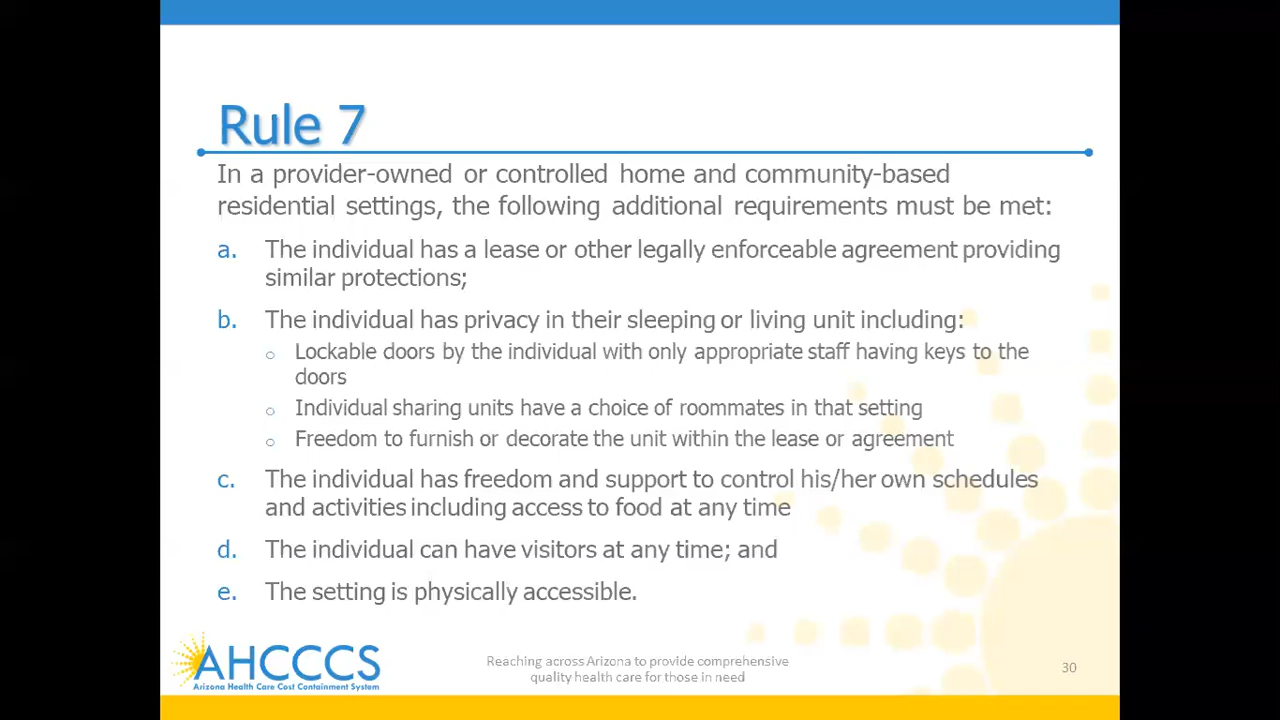 Rule 7
In a provider-owned or controlled home and community-based
residential settings, the following additional requirements must be met:
a. The individual has a lease or other legally enforceable agreement providing
similar protections;
b. The individual has privacy in their sleeping or living unit including:
○ Lockable doors by the individual with only appropriate staff having keys to the
doors
○ Individual sharing units have a choice of roommates in that setting
○ Freedom to furnish or decorate the unit within the lease or agreement
c. The individual has freedom and support to control his/her own schedules
and activities including access to food at any time
d. The individual can have visitors at any time; and
e. The setting is physically accessible.
AHCCCS
Arizona Health Care Cost Containment System
Reaching across Arizona to provide comprehensive
quality health care for those in need
30